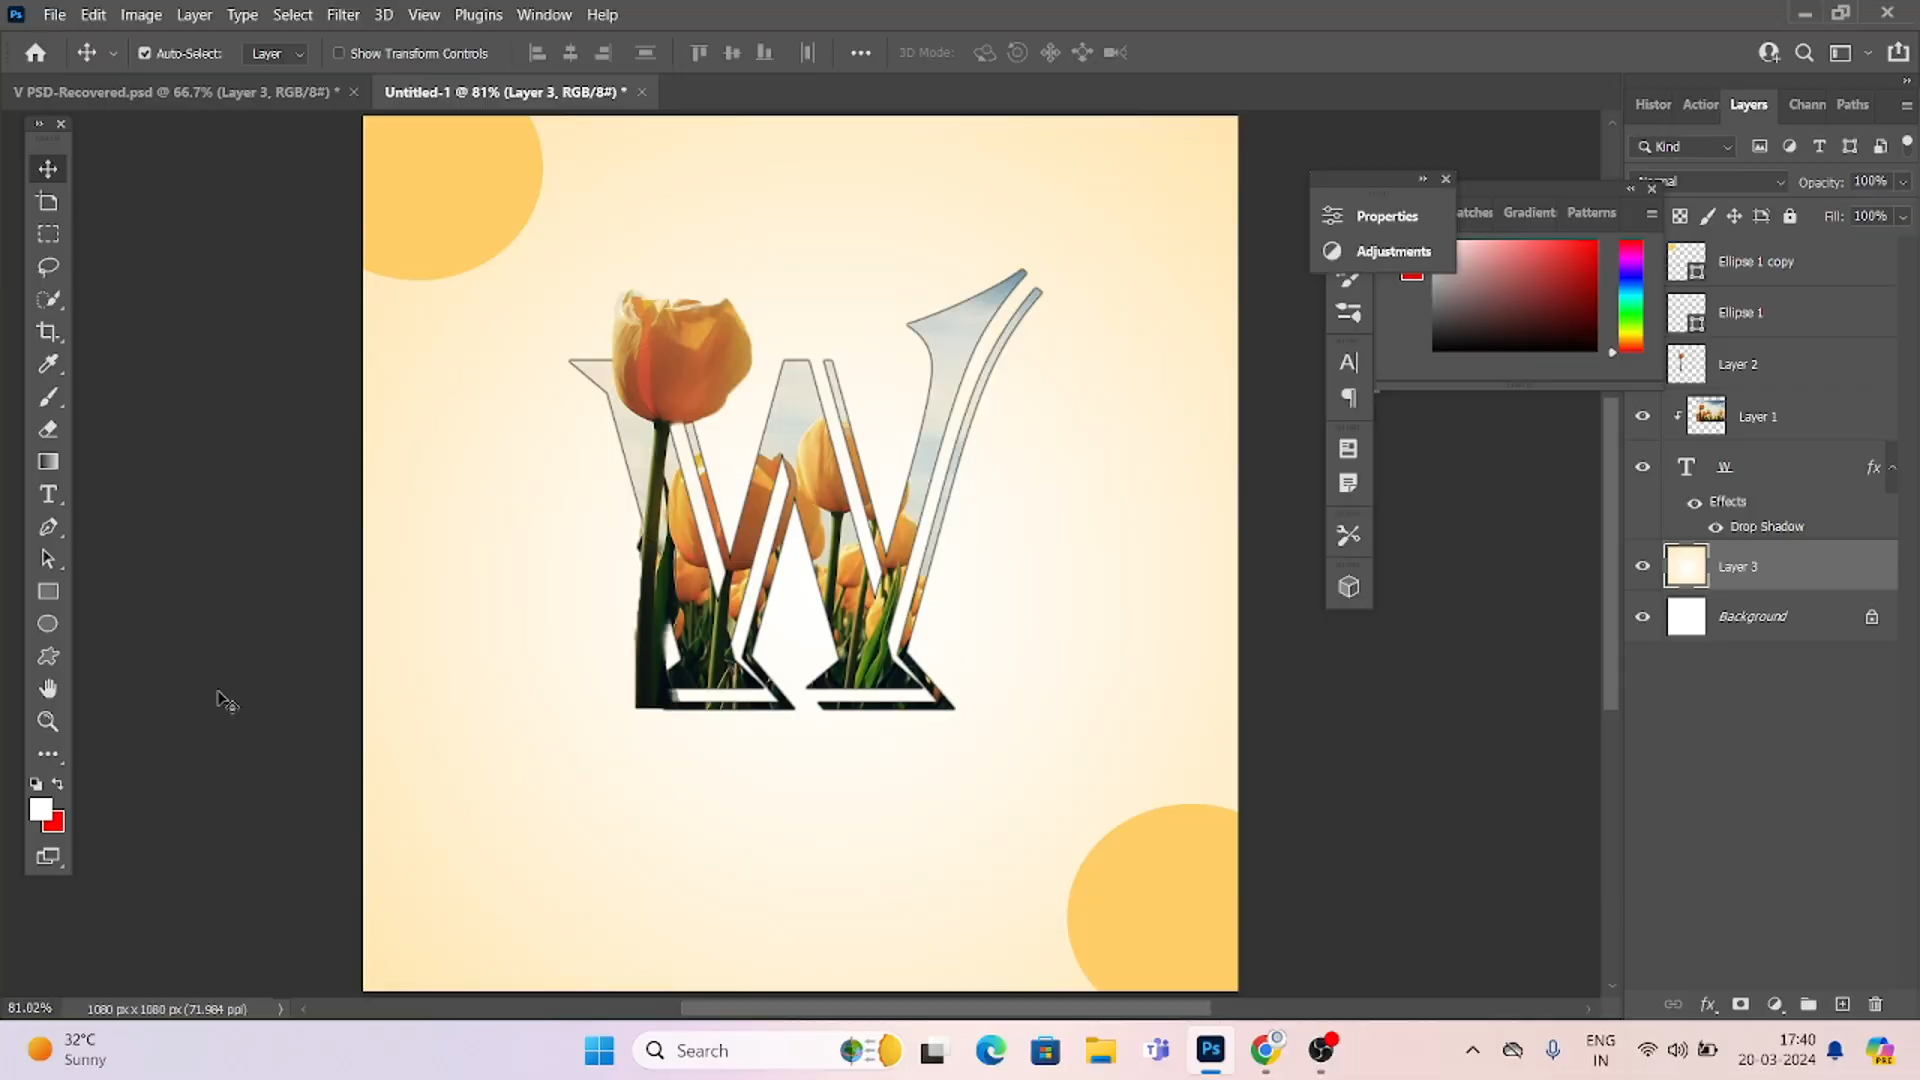 Ps File Edit Image Layer Type Select Filter 3D View Plugins Window Help
Auto-Select: Layer Show Transform Controls 3D Mode:
V PSD-Recovered.psd @ 66.7% (Layer 3, RGB/8#) * Untitled-1 @ 81% (Layer 3, RGB/8#) *
Histor Action Layers Chann Paths
Kind
Opacity: 100%
Properties
atches Gradient Patterns
Fill: 100%
Adjustments
Ellipse 1 copy
Ellipse 1
Layer 2
Layer 1
W
fx
Effects
Drop Shadow
Layer 3
Background
W
81.02% 1080 px x 1080 px (71.984 ppi)
32°C
Sunny
Search
Ps
ENG
IN
17:40
20-03-2024
PRE